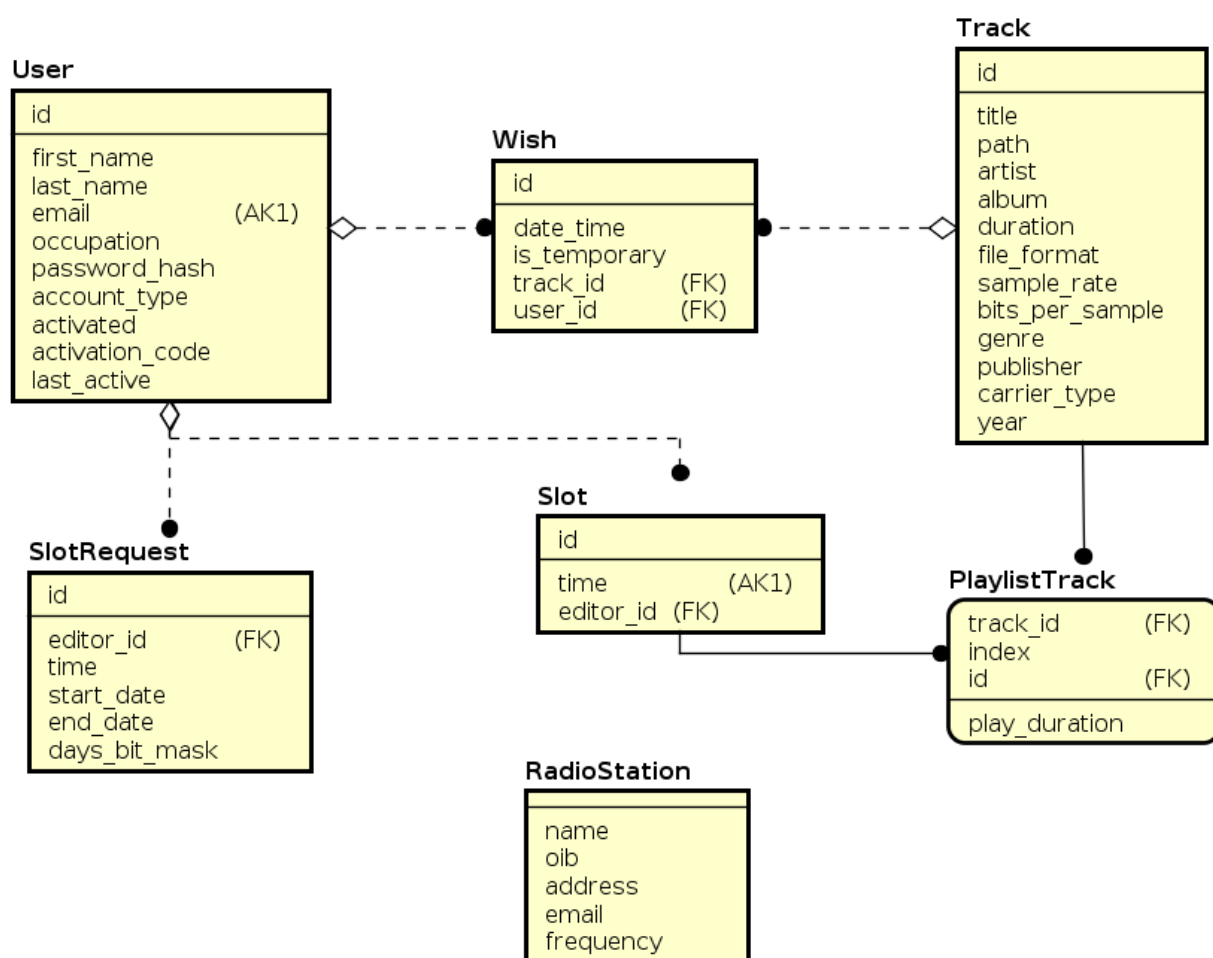 User
id
first_name
last_name
email (AK1)
occupation
password_hash
account_type
activated
activation_code
last_active
Wish
id
date_time
is_temporary
track_id (FK)
user_id (FK)
Track
id
title
path
artist
album
duration
file_format
sample_rate
bits_per_sample
genre
publisher
carrier_type
year
SlotRequest
id
editor_id (FK)
time
start_date
end_date
days_bit_mask
Slot
id
time (AK1)
editor_id (FK)
PlaylistTrack
track_id (FK)
index
id (FK)
play_duration
RadioStation
name
oib
address
email
frequency